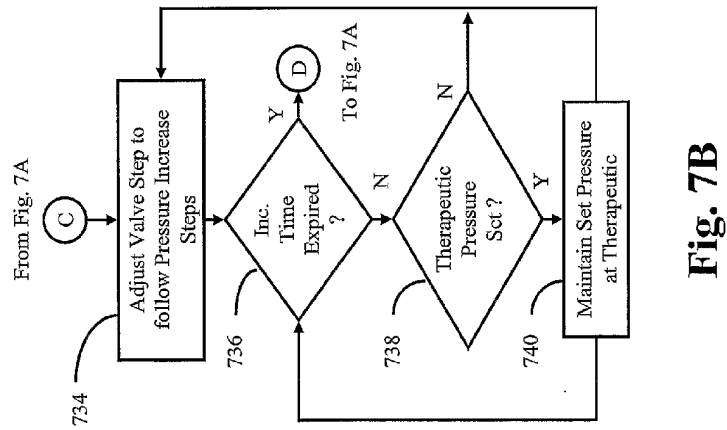 From Fig. 7A
C
734
Adjust Valve Step to
follow Pressure Increase
Steps
736
Inc.
Time
Expired
?
Y
D
To Fig. 7A
N
738
Therapeutic
Pressure
Set ?
N
Y
740
Maintain Set Pressure
at Therapeutic
Fig. 7B